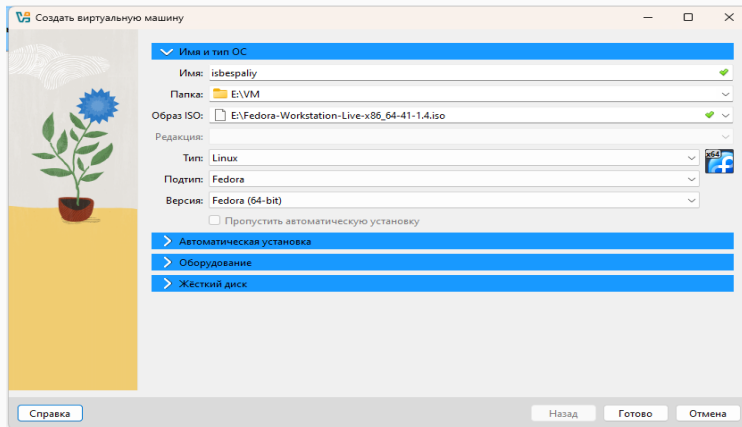 Создать виртуальную машину
Имя и тип ОС
Имя: isbespaliy
Папка: E:\VM
Образ ISO: E:\Fedora-Workstation-Live-x86_64-41-1.4.iso
Редакция:
Тип: Linux
x64
Подтип: Fedora
Версия: Fedora (64-bit)
Пропустить автоматическую установку
Автоматическая установка
Оборудование
Жёсткий диск
Справка Назад Готово Отмена